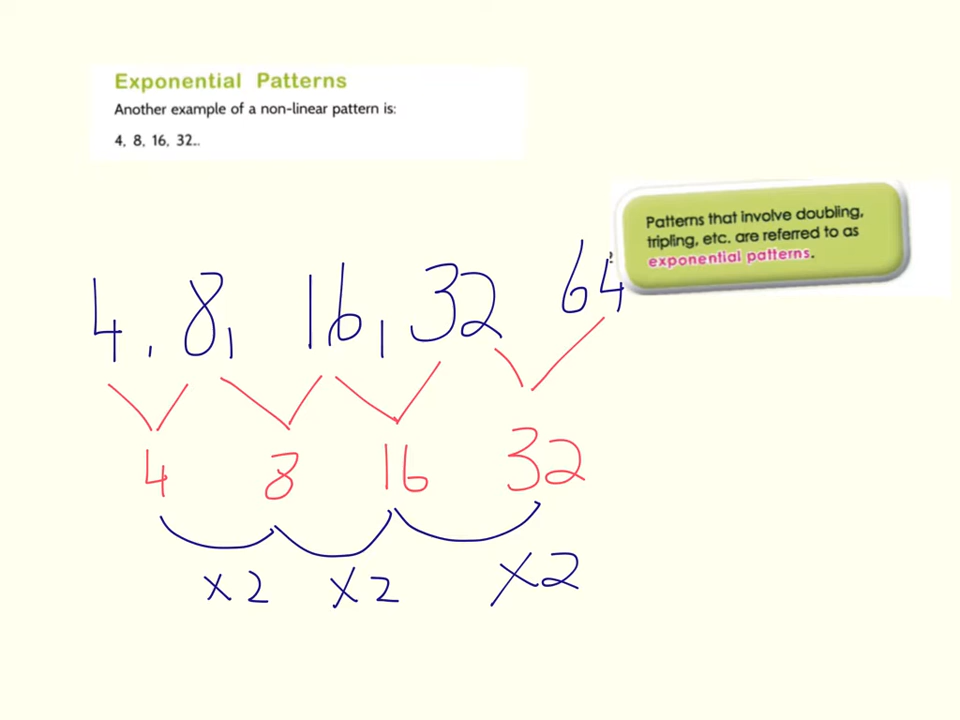 Exponential Patterns
Another example of a non-linear pattern is:
4, 8, 16, 32..
Patterns that involve doubling,
tripling, etc. are referred to as
exponential patterns.
4, 8, 16, 32 64
4 8 16 32
x2 x2 x2